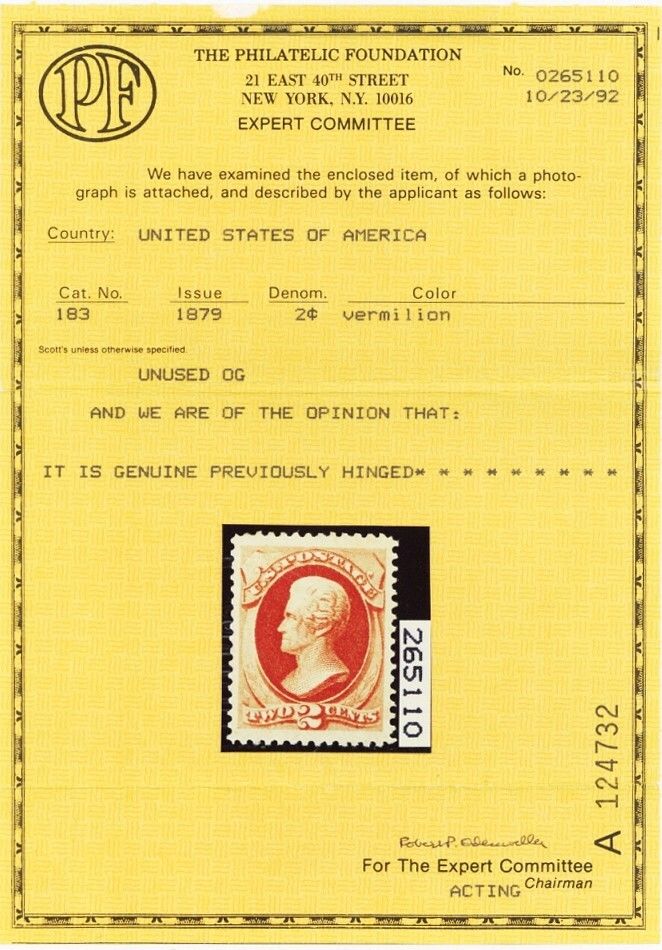 PF
THE PHILATELIC FOUNDATION
21 EAST 40TH STREET
NEW YORK, N.Y. 10016
EXPERT COMMITTEE
No. 0265110
10/23/92
We have examined the enclosed item, of which a photo-
graph is attached, and described by the applicant as follows:
Country: UNITED STATES OF AMERICA
Cat. No. Issue Denom. Color
183 1879 2¢ vermilion
Scott's unless otherwise specified.
UNUSED OG
AND WE ARE OF THE OPINION THAT:
IT IS GENUINE PREVIOUSLY HINGED* * * * * * * * *
U.S. POSTAGE
TWO 2 CENTS
265110
A 124732
Robert P. Odenweller
For The Expert Committee
ACTING Chairman